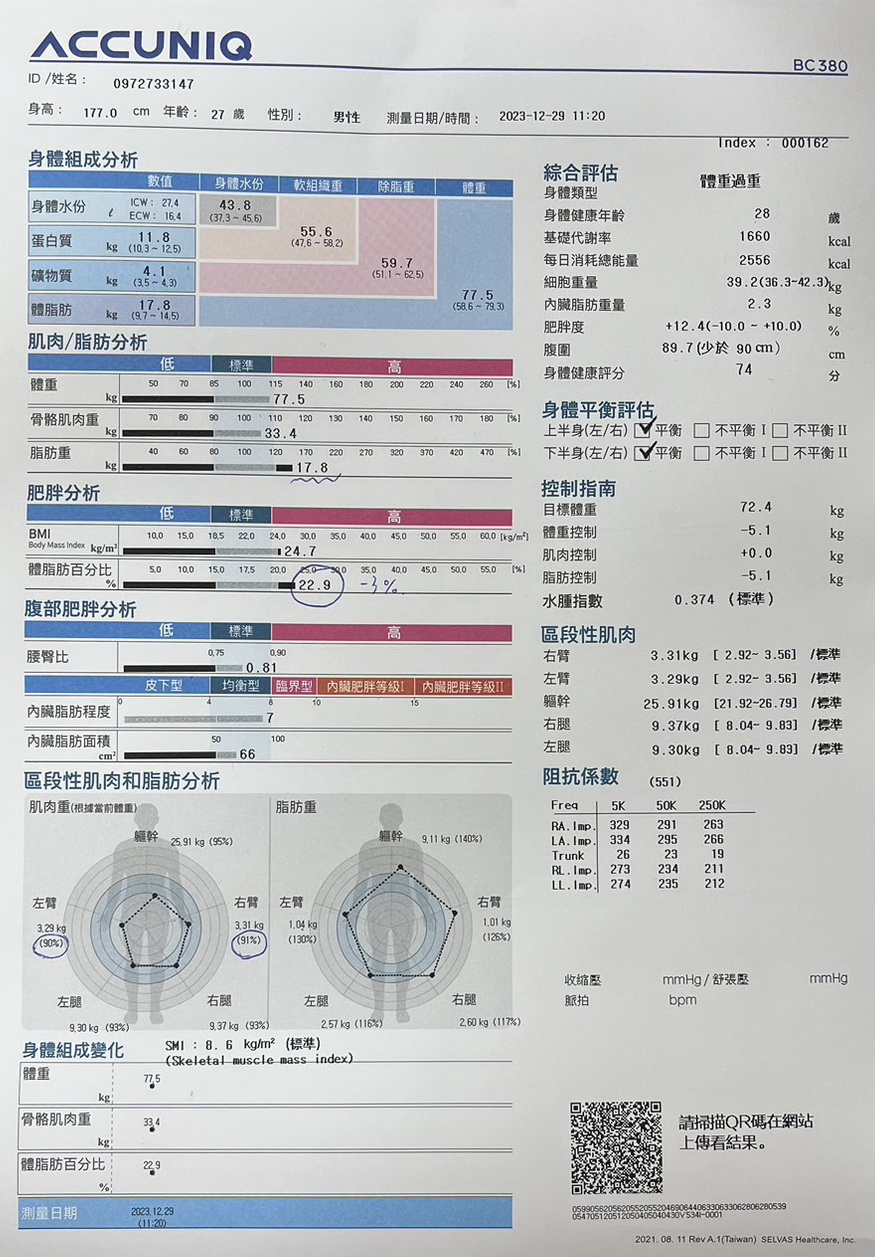 ACCUNIQ
BC380
ID /姓名： 0972733147
身高： 177.0 cm 年齡： 27 歲 性別： 男性 測量日期/時間： 2023-12-29 11:20
Index : 000162
身體組成分析
數值 身體水份 軟組織重 除脂重 體重
身體水份 ℓ ICW: 27.4 ECW: 16.4 43.8 (37.3 ~ 45.6)
蛋白質 kg 11.8 (10.3 ~ 12.5) 55.6 (47.6 ~ 58.2)
礦物質 kg 4.1 (3.5 ~ 4.3) 59.7 (51.1 ~ 62.5)
體脂肪 kg 17.8 (9.7 ~ 14.5) 77.5 (58.6 ~ 79.3)
肌肉/脂肪分析
低 標準 高
體重 kg 50 70 85 100 115 140 160 180 200 220 240 260 [%]
77.5
骨骼肌肉重 kg 70 80 90 100 110 120 130 140 150 160 170 180 [%]
33.4
脂肪重 kg 40 60 80 100 120 170 220 270 320 370 420 470 [%]
17.8
肥胖分析
低 標準 高
BMI Body Mass Index kg/m² 10,0 15,0 18,5 22,0 24,0 30,0 35,0 40,0 45,0 50,0 55,0 60,0 [kg/m²]
24.7
體脂肪百分比 % 5,0 10,0 15,0 17,5 20,0 25,0 30,0 35,0 40,0 45,0 50,0 55,0 [%]
22.9 -3%
腹部肥胖分析
低 標準 高
腰臀比 0,75 0,90
0.81
皮下型 均衡型 臨界型 內臟肥胖等級I 內臟肥胖等級II
內臟脂肪程度 0 4 8 10 15
7
內臟脂肪面積 cm² 50 100
66
區段性肌肉和脂肪分析
肌肉重(根據當前體重)
軀幹 25,91 kg (95%)
左臂 3,29 kg (90%)
右臂 3,31 kg (91%)
左腿 9,30 kg (93%)
右腿 9,37 kg (93%)
脂肪重
軀幹 9,11 kg (140%)
左臂 1,04 kg (130%)
右臂 1,01 kg (126%)
左腿 2,57 kg (116%)
右腿 2,60 kg (117%)
身體組成變化
SMI : 8. 6 kg/m² (標準)
(Skeletal muscle mass index)
體重 kg 77,5
骨骼肌肉重 kg 33,4
體脂肪百分比 % 22,9
測量日期 2023,12,29 (11:20)
綜合評估
身體類型 體重過重
身體健康年齡 28 歲
基礎代謝率 1660 kcal
每日消耗總能量 2556 kcal
細胞重量 39.2(36.3~42.3)kg
內臟脂肪重量 2.3 kg
肥胖度 +12.4(-10.0 ~ +10.0) %
腹圍 89.7(少於 90 cm) cm
身體健康評分 74 分
身體平衡評估
上半身(左/右) 平衡 不平衡 I 不平衡 II
下半身(左/右) 平衡 不平衡 I 不平衡 II
控制指南
目標體重 72.4 kg
體重控制 -5.1 kg
肌肉控制 +0.0 kg
脂肪控制 -5.1 kg
水腫指數 0.374 (標準)
區段性肌肉
右臂 3.31kg [ 2.92~ 3.56] /標準
左臂 3.29kg [ 2.92~ 3.56] /標準
軀幹 25.91kg [21.92~26.79] /標準
右腿 9.37kg [ 8.04~ 9.83] /標準
左腿 9.30kg [ 8.04~ 9.83] /標準
阻抗係數 (551)
Freq 5K 50K 250K
RA.Imp. 329 291 263
LA.Imp. 334 295 266
Trunk 26 23 19
RL.Imp. 273 234 211
LL.Imp. 274 235 212
收縮壓 mmHg / 舒張壓 mmHg
脈拍 bpm
請掃描QR碼在網站
上傳看結果。
2021. 08. 11 Rev A.1(Taiwan) SELVAS Healthcare, Inc.